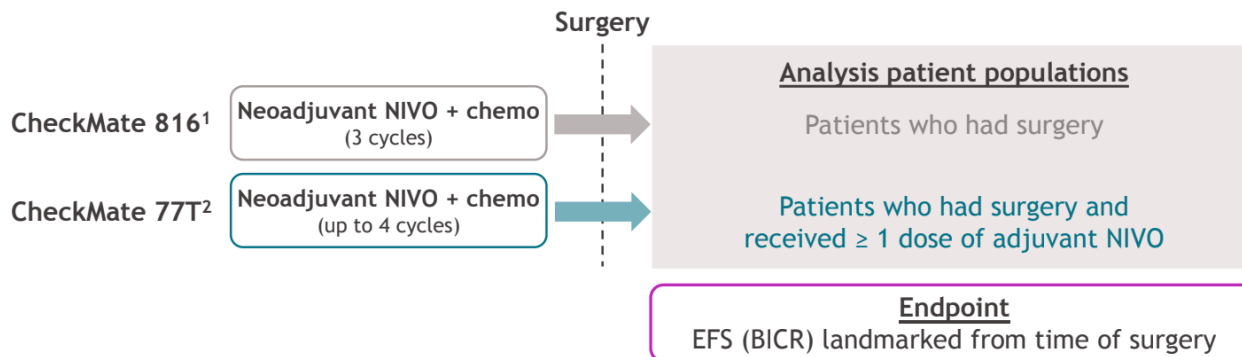 Surgery
Analysis patient populations
CheckMate 816¹
Neoadjuvant NIVO + chemo
(3 cycles)
Patients who had surgery
CheckMate 77T²
Neoadjuvant NIVO + chemo
(up to 4 cycles)
Patients who had surgery and
received ≥ 1 dose of adjuvant NIVO
Endpoint
EFS (BICR) landmarked from time of surgery